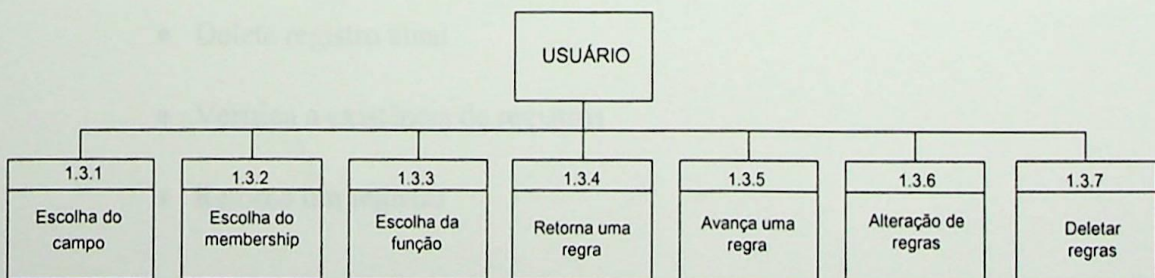 USUÁRIO
1.3.1
Escolha do
campo
1.3.2
Escolha do
membership
1.3.3
Escolha da
função
1.3.4
Retorna uma
regra
1.3.5
Avança uma
regra
1.3.6
Alteração de
regras
1.3.7
Deletar
regras